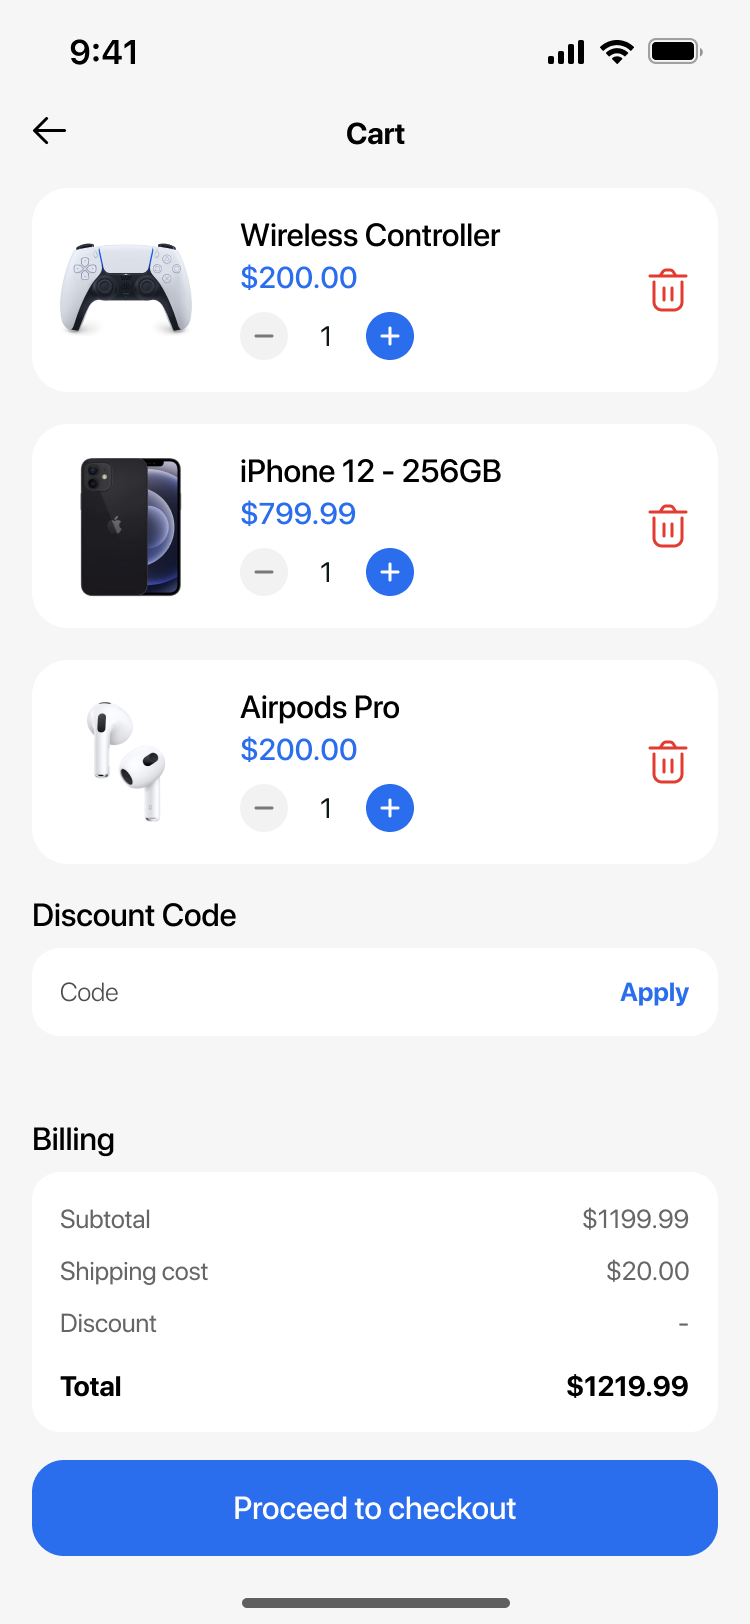 9:41
Cart
Wireless Controller
$200.00
1
iPhone 12 - 256GB
$799.99
1
Airpods Pro
$200.00
1
Discount Code
Code Apply
Billing
Subtotal $1199.99
Shipping cost $20.00
Discount -
Total $1219.99
Proceed to checkout